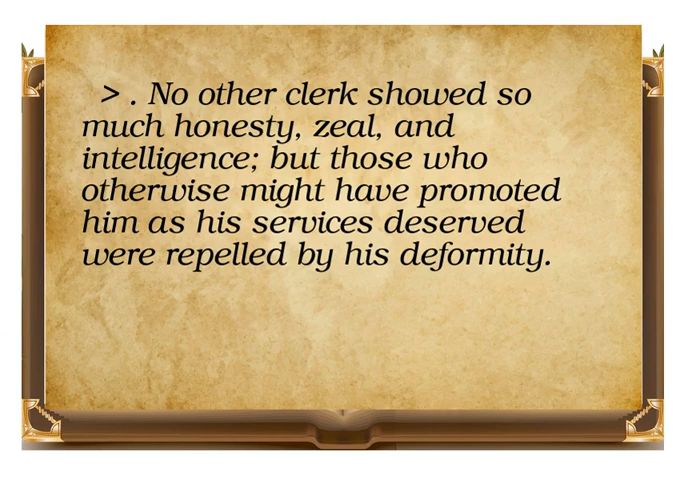 > . No other clerk showed so
much honesty, zeal, and
intelligence; but those who
otherwise might have promoted
him as his services deserved
were repelled by his deformity.